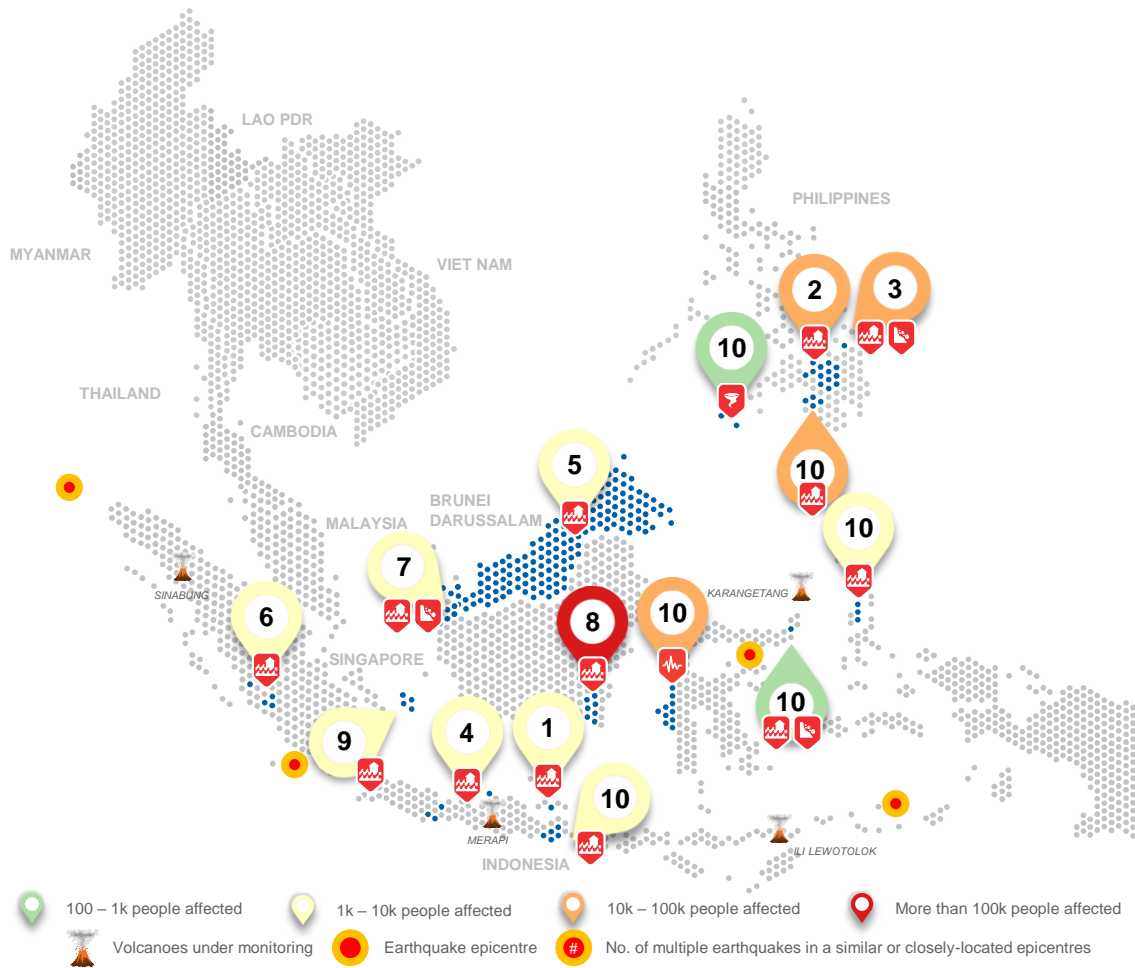 LAO PDR
PHILIPPINES
MYANMAR
VIET NAM
2
3
10
THAILAND
CAMBODIA
5
10
BRUNEI
DARUSSALAM
MALAYSIA
10
7
SINABUNG
KARANGETANG
6
8
10
SINGAPORE
10
9
4
1
10
MERAPI
ILI LEWOTOLOK
INDONESIA
100 – 1k people affected
1k – 10k people affected
10k – 100k people affected
More than 100k people affected
Volcanoes under monitoring
Earthquake epicentre
#
No. of multiple earthquakes in a similar or closely-located epicentres